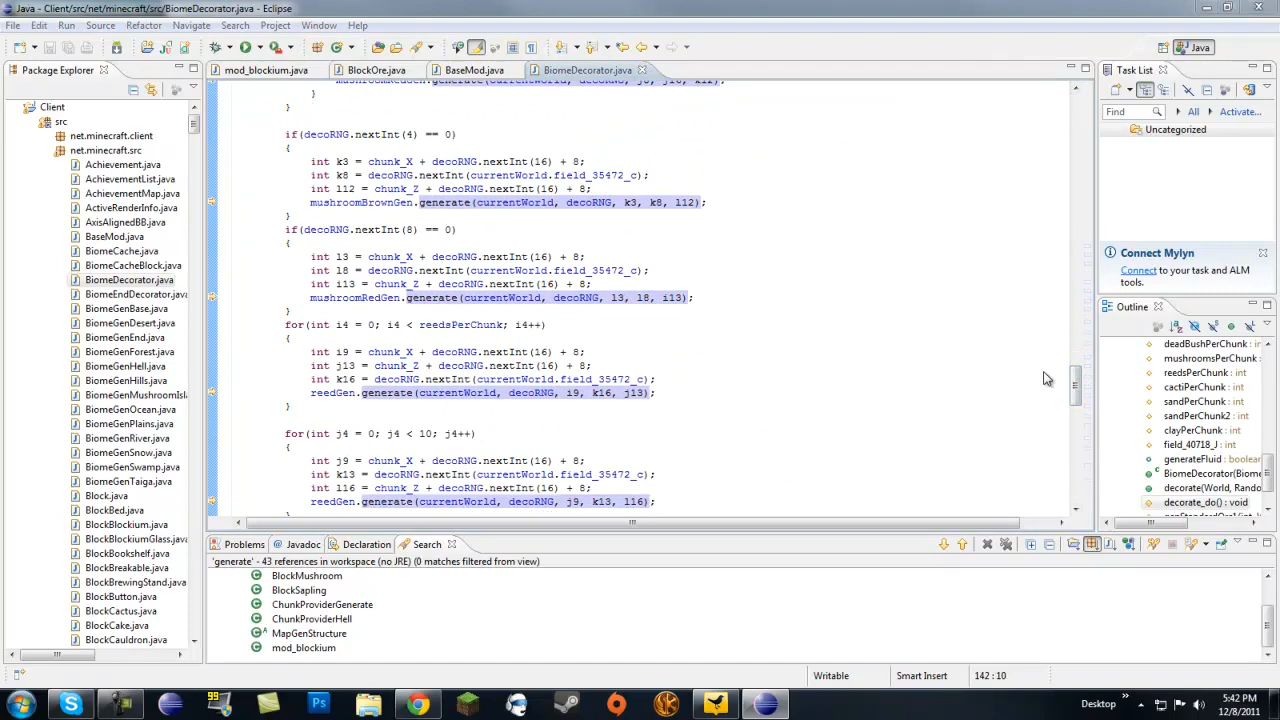 Java - Client/src/net/minecraft/src/BiomeDecorator.java - Eclipse
File Edit Run Source Refactor Navigate Search Project Window Help
Java
Package Explorer
Client
src
net.minecraft.client
net.minecraft.src
Achievement.java
AchievementList.java
AchievementMap.java
ActiveRenderInfo.java
AxisAlignedBB.java
BaseMod.java
BiomeCache.java
BiomeCacheBlock.java
BiomeDecorator.java
BiomeEndDecorator.java
BiomeGenBase.java
BiomeGenDesert.java
BiomeGenEnd.java
BiomeGenForest.java
BiomeGenHell.java
BiomeGenHills.java
BiomeGenMushroomIsl
BiomeGenOcean.java
BiomeGenPlains.java
BiomeGenRiver.java
BiomeGenSnow.java
BiomeGenSwamp.java
BiomeGenTaiga.java
Block.java
BlockBed.java
BlockBlockium.java
BlockBlockiumGlass.java
BlockBookshelf.java
BlockBreakable.java
BlockBrewingStand.java
BlockButton.java
BlockCactus.java
BlockCake.java
BlockCauldron.java
mod_blockium.java BlockOre.java BaseMod.java BiomeDecorator.java
}
}
if(decoRNG.nextInt(4) == 0)
{
int k3 = chunk_X + decoRNG.nextInt(16) + 8;
int k8 = decoRNG.nextInt(currentWorld.field_35472_c);
int l12 = chunk_Z + decoRNG.nextInt(16) + 8;
mushroomBrownGen.generate(currentWorld, decoRNG, k3, k8, l12);
}
if(decoRNG.nextInt(8) == 0)
{
int l3 = chunk_X + decoRNG.nextInt(16) + 8;
int l8 = decoRNG.nextInt(currentWorld.field_35472_c);
int i13 = chunk_Z + decoRNG.nextInt(16) + 8;
mushroomRedGen.generate(currentWorld, decoRNG, l3, l8, i13);
}
for(int i4 = 0; i4 < reedsPerChunk; i4++)
{
int i9 = chunk_X + decoRNG.nextInt(16) + 8;
int j13 = chunk_Z + decoRNG.nextInt(16) + 8;
int k16 = decoRNG.nextInt(currentWorld.field_35472_c);
reedGen.generate(currentWorld, decoRNG, i9, k16, j13);
}
for(int j4 = 0; j4 < 10; j4++)
{
int j9 = chunk_X + decoRNG.nextInt(16) + 8;
int k13 = decoRNG.nextInt(currentWorld.field_35472_c);
int l16 = chunk_Z + decoRNG.nextInt(16) + 8;
reedGen.generate(currentWorld, decoRNG, j9, k13, l16);
Task List
Find All Activate...
Uncategorized
Connect Mylyn
Connect to your task and ALM
tools.
Outline
deadBushPerChunk : int
mushroomsPerChunk :
reedsPerChunk : int
cactiPerChunk : int
sandPerChunk : int
sandPerChunk2 : int
clayPerChunk : int
field_40718_J : int
generateFluid : boolean
BiomeDecorator(Biome
decorate(World, Rando
decorate_do() : void
Problems Javadoc Declaration Search
'generate' - 43 references in workspace (no JRE) (0 matches filtered from view)
BlockMushroom
BlockSapling
ChunkProviderGenerate
ChunkProviderHell
MapGenStructure
mod_blockium
Writable Smart Insert 142 : 10
99
Ps
Desktop
5:42 PM
12/8/2011